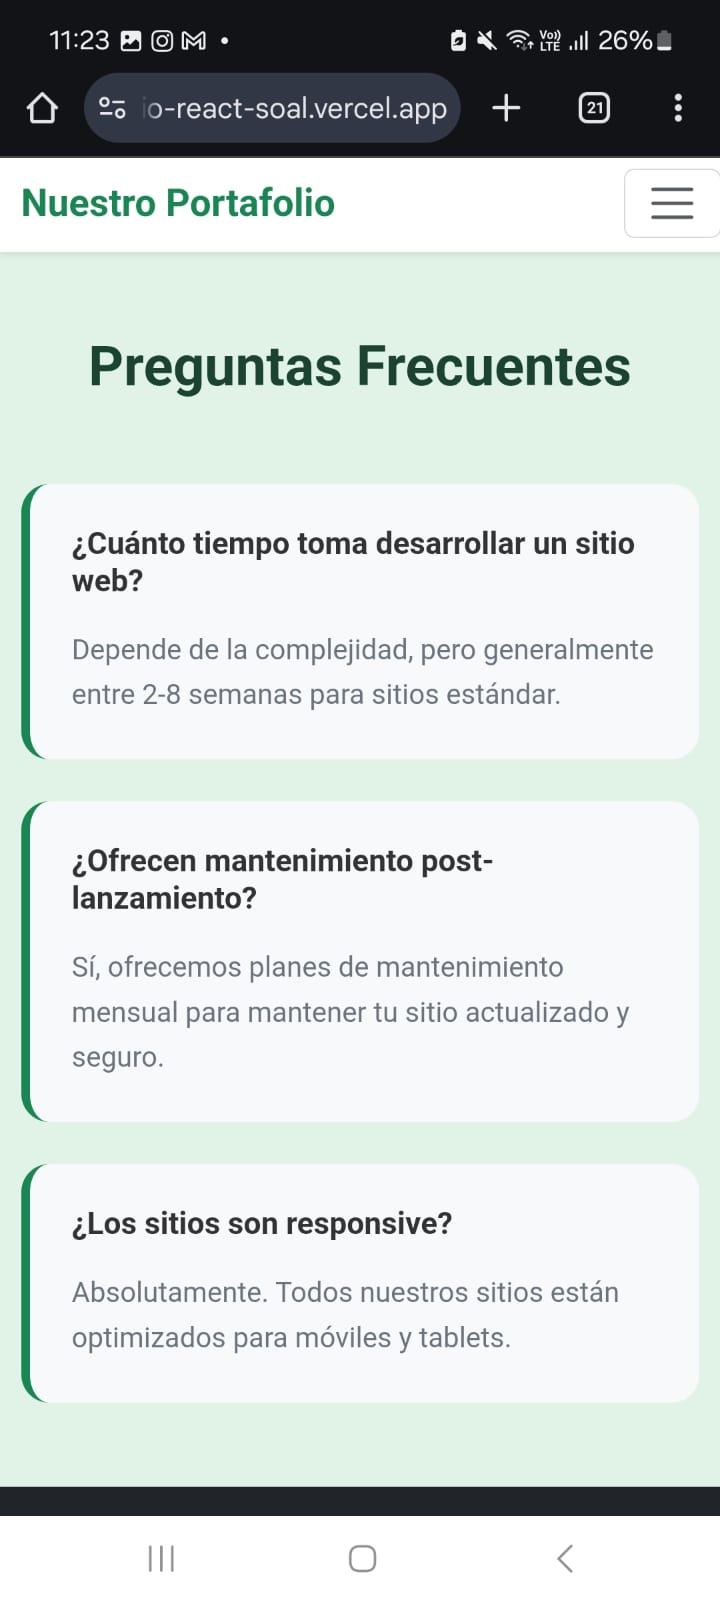 11:23
Vo))
LTE
26%
io-react-soal.vercel.app
21
Nuestro Portafolio
Preguntas Frecuentes
¿Cuánto tiempo toma desarrollar un sitio
web?
Depende de la complejidad, pero generalmente
entre 2-8 semanas para sitios estándar.
¿Ofrecen mantenimiento post-
lanzamiento?
Sí, ofrecemos planes de mantenimiento
mensual para mantener tu sitio actualizado y
seguro.
¿Los sitios son responsive?
Absolutamente. Todos nuestros sitios están
optimizados para móviles y tablets.